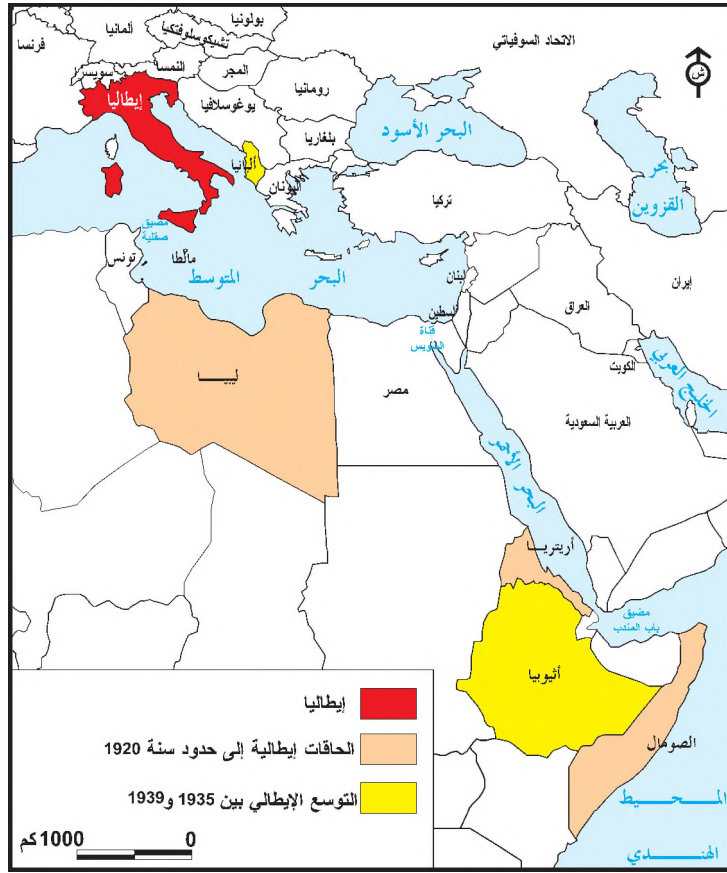 بولونيا
ألمانيا
تشيكوسلوفتكيا
فرنسا
الاتحاد السوفياتي
ش
النمسا
سويسرا
المجر
إيطاليا
رومانيا
يوغوسلافيا
البحر الأسود
بلغاريا
بحر
القزوين
ألبانيا
اليونان
تركيا
مضيق
صقلية
مالطا
تونس
البحر
المتوسط
لبنان
إيران
العراق
فلسطين
قناة
السويس
الكويت
الخليج العربي
ليبيا
مصر
العربية السعودية
البحر الأحمر
أريتريا
مضيق
باب المندب
أثيوبيا
الصومال
المحيط
الهندي
إيطاليا
الحاقات إيطالية إلى حدود سنة 1920
التوسع الإيطالي بين 1935 و1939
1000 كم
0